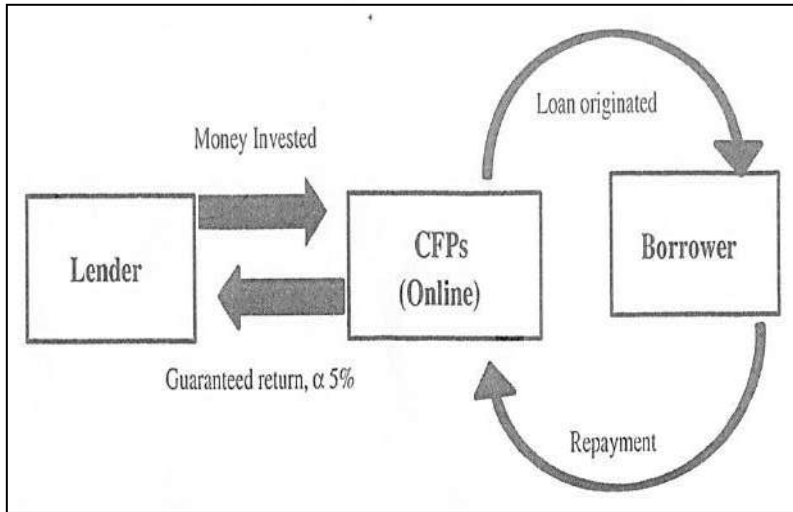 Loan originated
Money Invested
Lender
CFPs
(Online)
Borrower
Guaranteed return, α 5%
Repayment